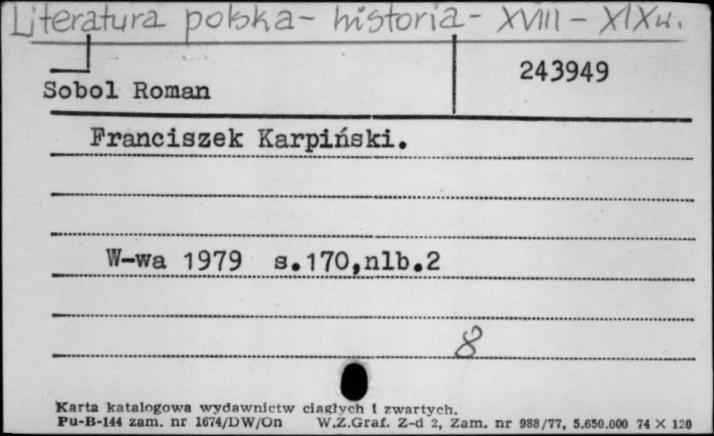 Literatura polska - historia - XVIII - XIX w.
243949
Sobol Roman
Franciszek Karpiński.
W-wa 1979 s.170,nlb.2
8
Karta katalogowa wydawnictw ciągłych i zwartych.
Pu-B-144 zam. nr 1674/DW/On W.Z.Graf. Z-d 2, Zam. nr 988/77, 5.650.000 74 X 120